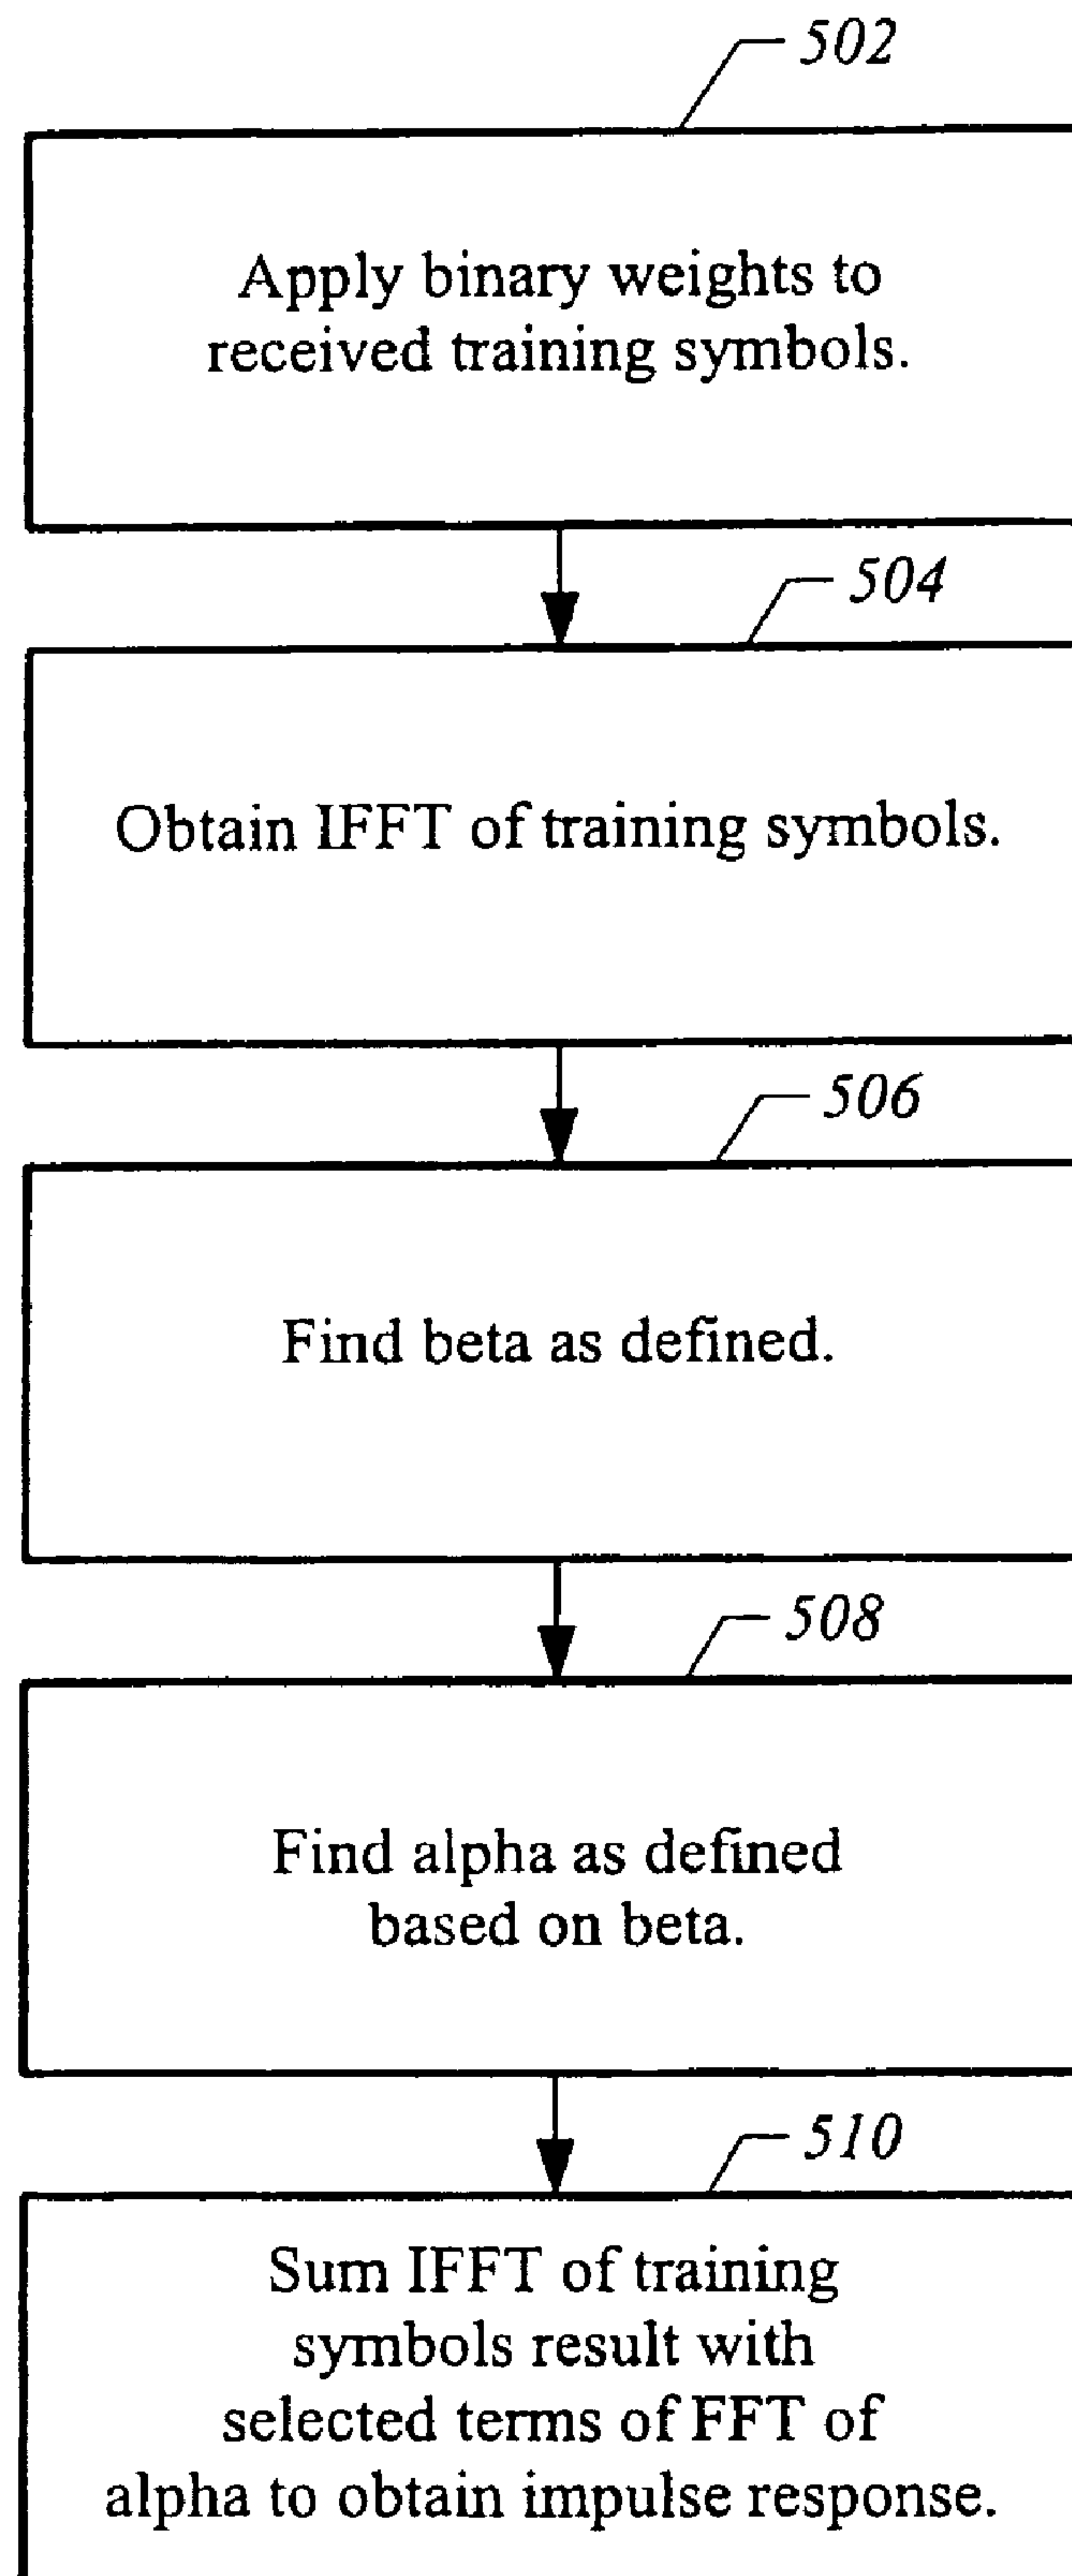 502
Apply binary weights to
received training symbols.
504
Obtain IFFT of training symbols.
506
Find beta as defined.
508
Find alpha as defined
based on beta.
510
Sum IFFT of training
symbols result with
selected terms of FFT of
alpha to obtain impulse response.